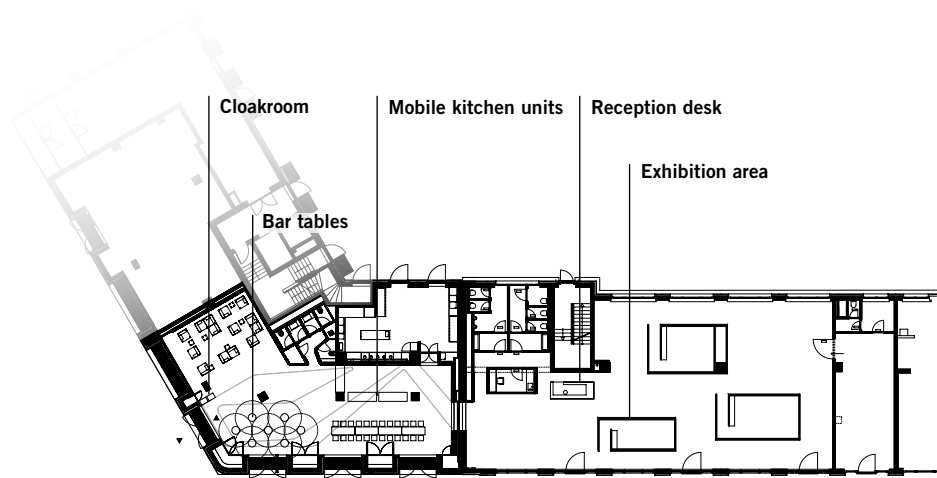 Cloakroom
Mobile kitchen units
Reception desk
Exhibition area
Bar tables